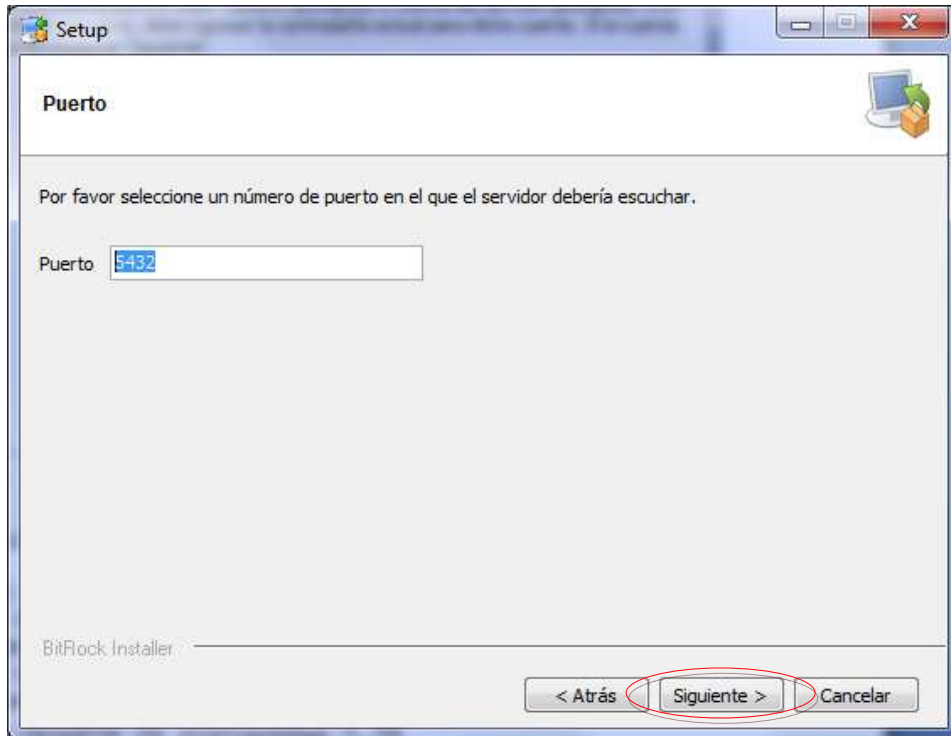 Setup
Puerto
Por favor seleccione un número de puerto en el que el servidor debería escuchar.
Puerto 5432
BitRock Installer
< Atrás Siguiente > Cancelar